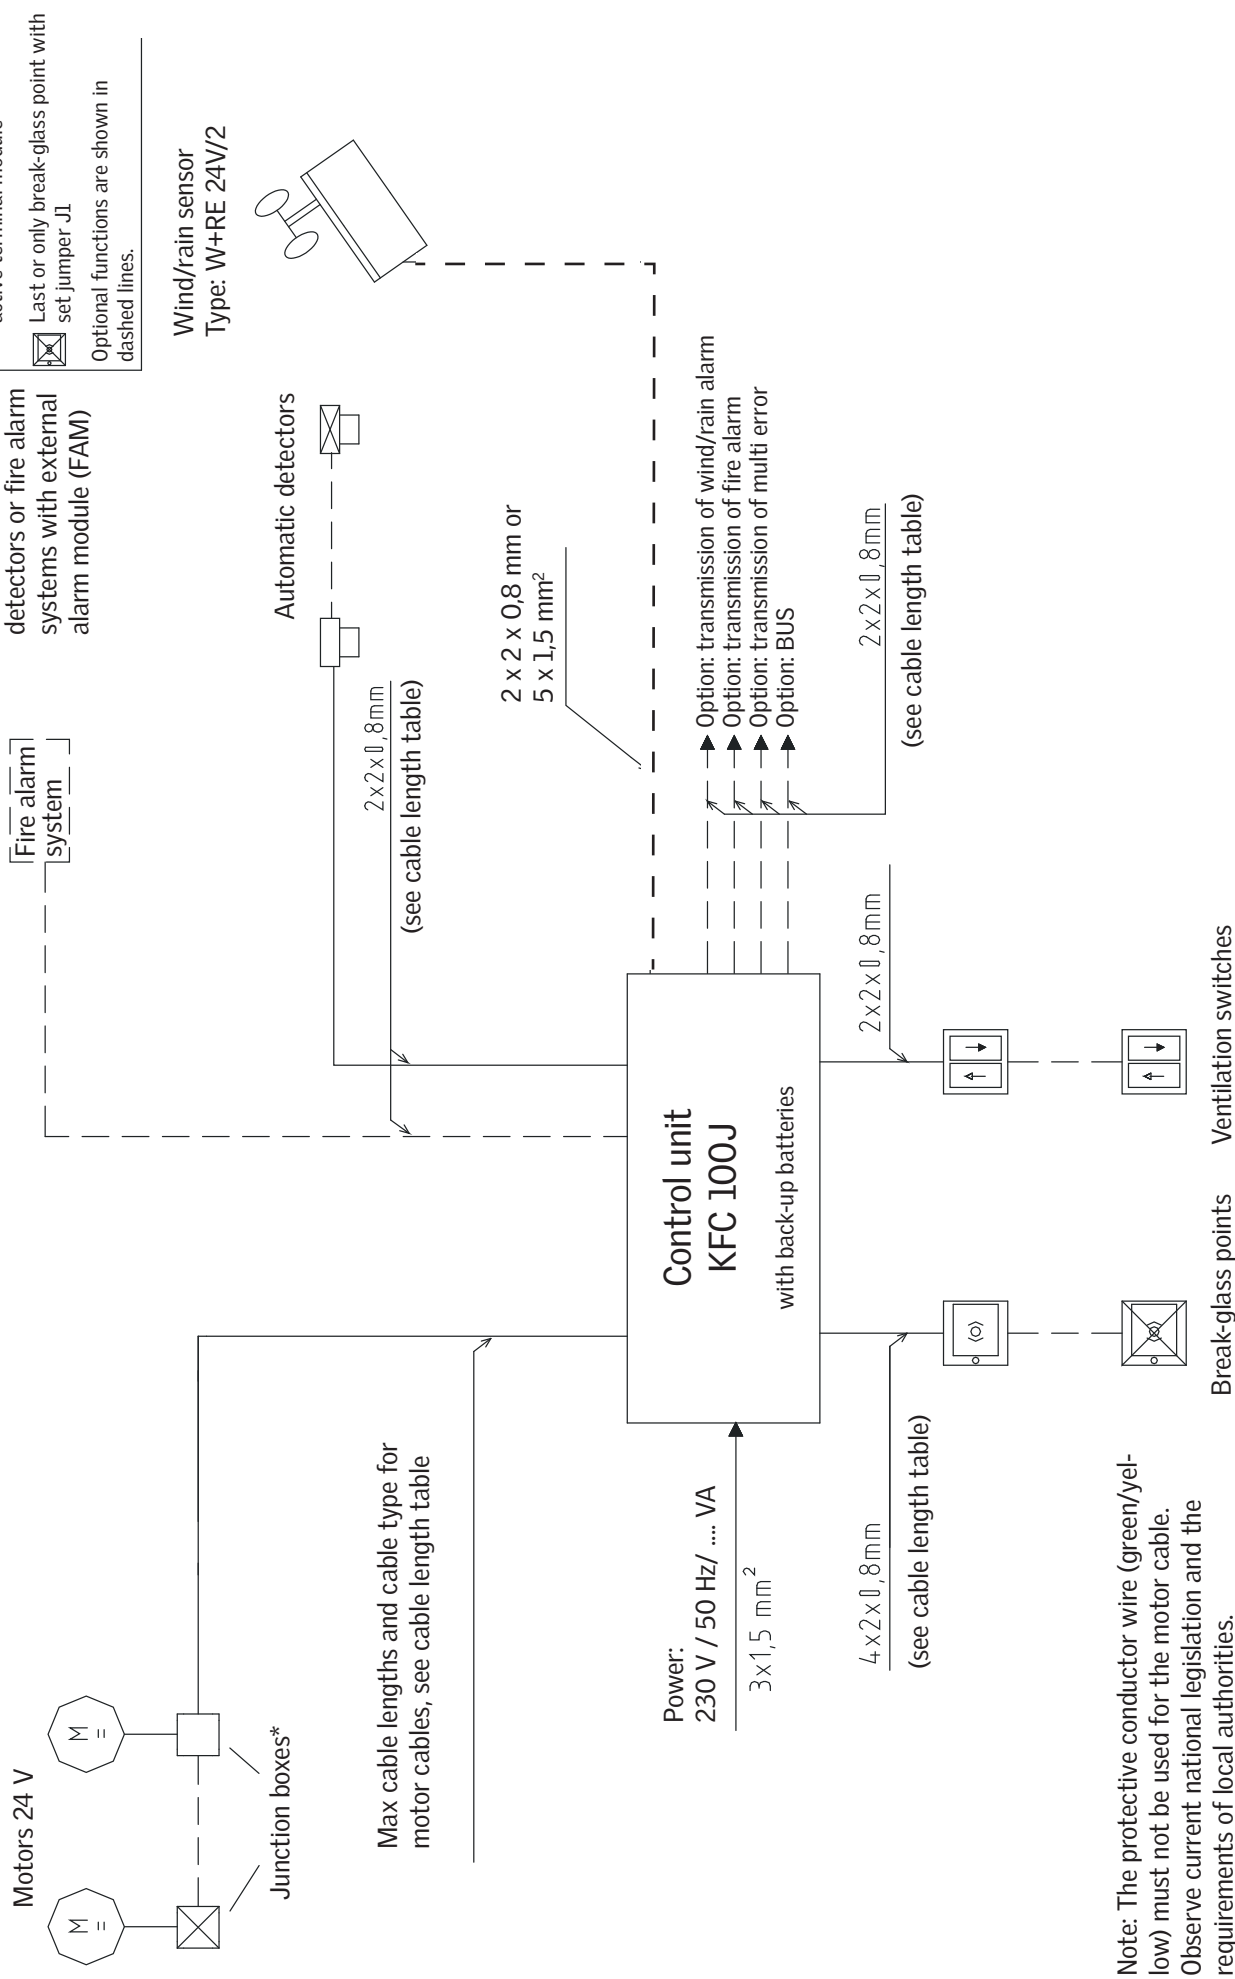 Motors 24 V
M
=
M
=
Junction boxes*
Max cable lengths and cable type for
motor cables, see cable length table
Fire alarm
system
detectors or fire alarm
systems with external
alarm module (FAM)
Last or only break-glass point with
set jumper J1
Optional functions are shown in
dashed lines.
Wind/rain sensor
Type: W+RE 24V/2
Automatic detectors
2x2x0,8mm
(see cable length table)
2 x 2 x 0,8 mm or
5 x 1,5 mm²
Power:
230 V / 50 Hz/ .... VA
3x1,5 mm²
Control unit
KFC 100J
with back-up batteries
Option: transmission of wind/rain alarm
Option: transmission of fire alarm
Option: transmission of multi error
Option: BUS
2x2x0,8mm
(see cable length table)
4x2x0,8mm
(see cable length table)
2x2x0,8mm
Break-glass points
Ventilation switches
Note: The protective conductor wire (green/yel-
low) must not be used for the motor cable.
Observe current national legislation and the
requirements of local authorities.